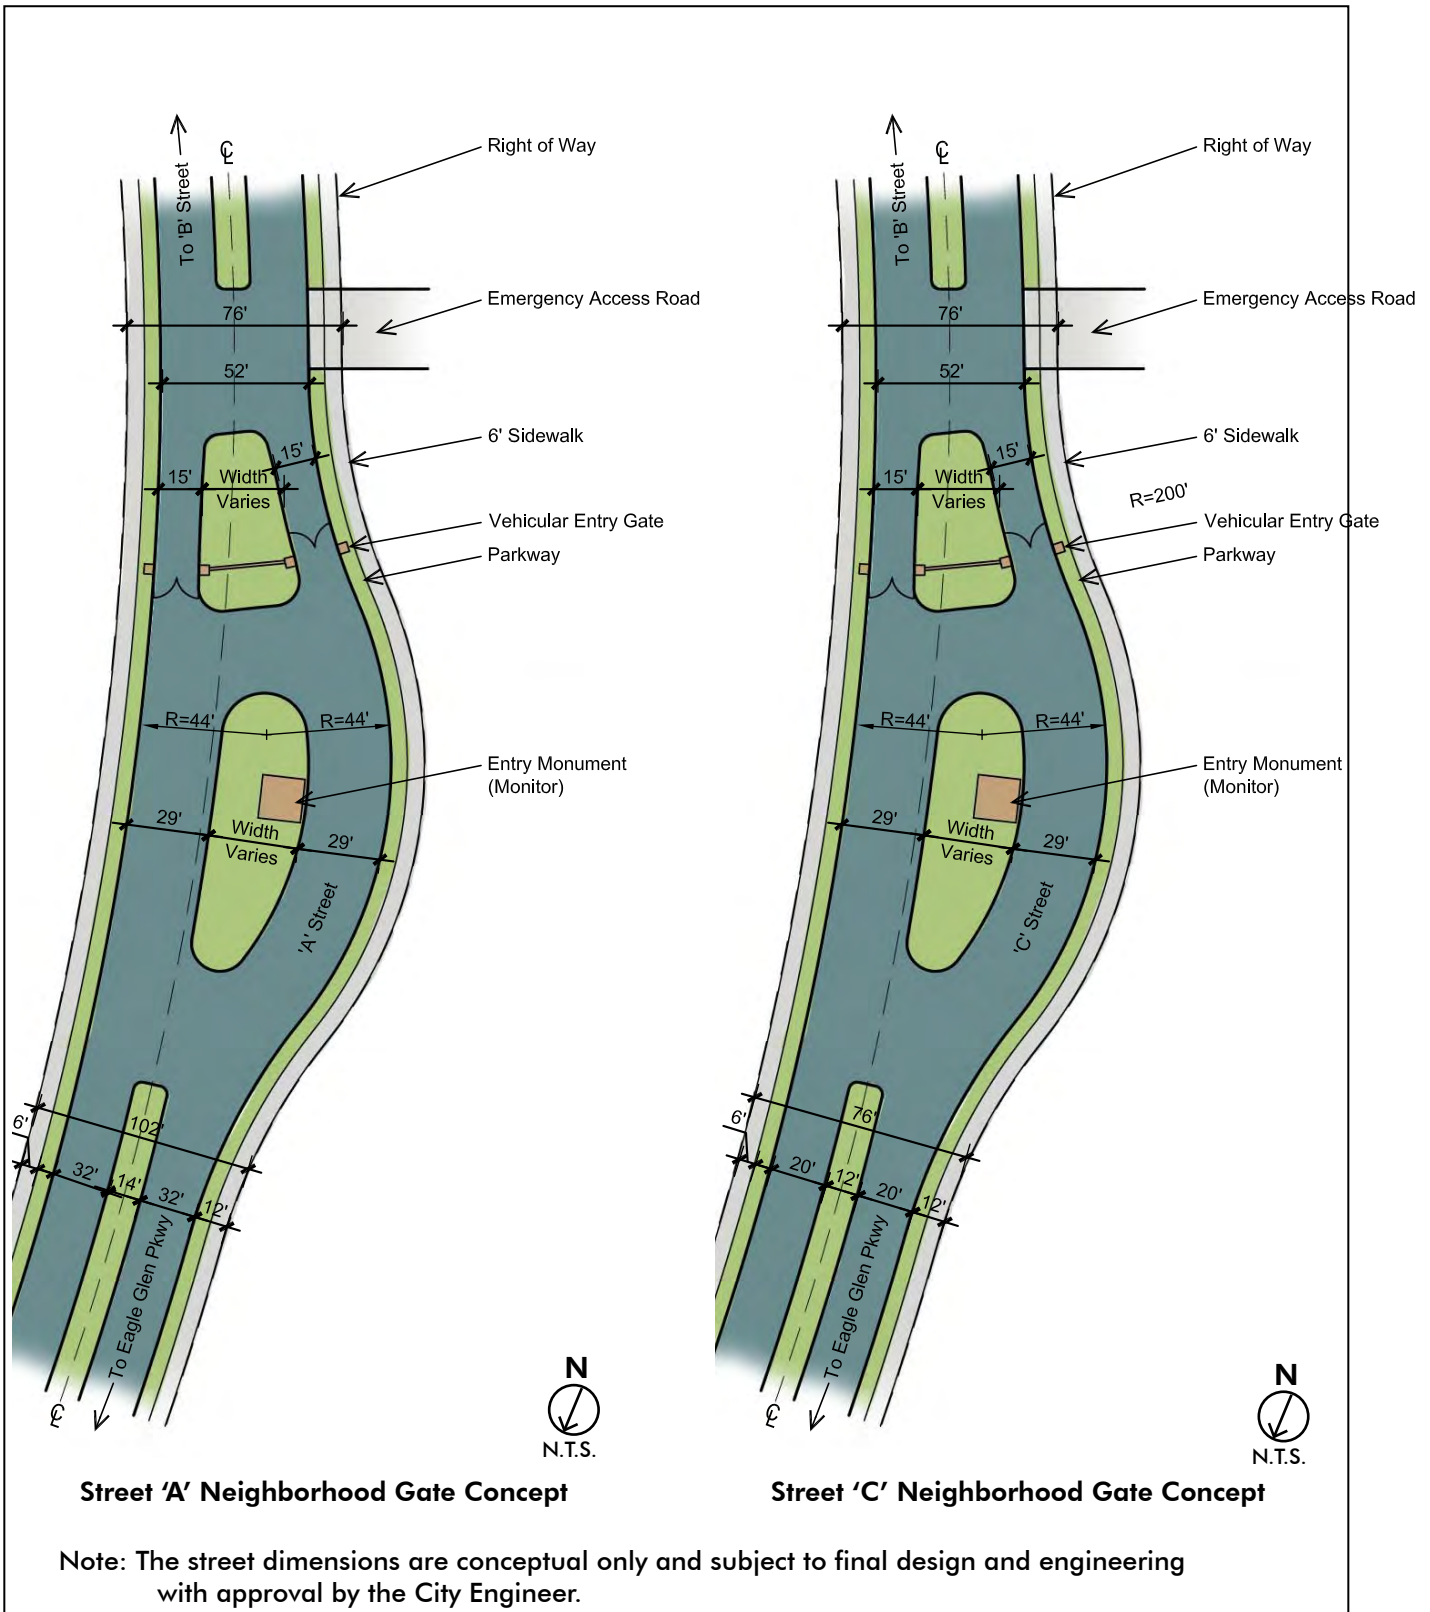 ℄
Right of Way
To 'B' Street
Emergency Access Road
76'
52'
6' Sidewalk
15'
15'
Width
Varies
Vehicular Entry Gate
Parkway
R=44'
R=44'
Entry Monument
(Monitor)
29'
Width
Varies
29'
'A' Street
6'
102'
32'
14'
32'
12'
To Eagle Glen Pkwy
℄
N
N.T.S.
Street ‘A’ Neighborhood Gate Concept
℄
Right of Way
To 'B' Street
Emergency Access Road
76'
52'
6' Sidewalk
15'
15'
Width
Varies
R=200'
Vehicular Entry Gate
Parkway
R=44'
R=44'
Entry Monument
(Monitor)
29'
Width
Varies
29'
'C' Street
6'
76'
20'
12'
20'
12'
To Eagle Glen Pkwy
℄
N
N.T.S.
Street ‘C’ Neighborhood Gate Concept
Note: The street dimensions are conceptual only and subject to final design and engineering
with approval by the City Engineer.